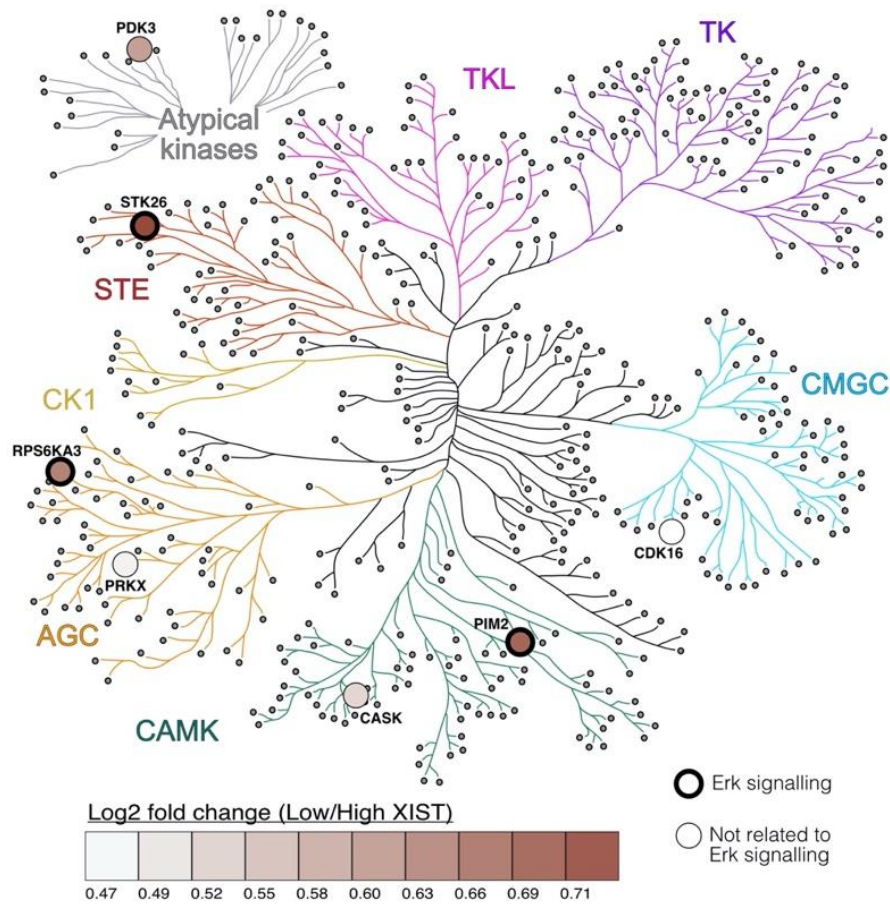 PDK3
TK
TKL
Atypical
kinases
STK26
STE
CMGC
CK1
RPS6KA3
CDK16
PRKX
PIM2
AGC
CASK
CAMK
Log2 fold change (Low/High XIST)
0.47 0.49 0.52 0.55 0.58 0.60 0.63 0.66 0.69 0.71
Erk signalling
Not related to
Erk signalling